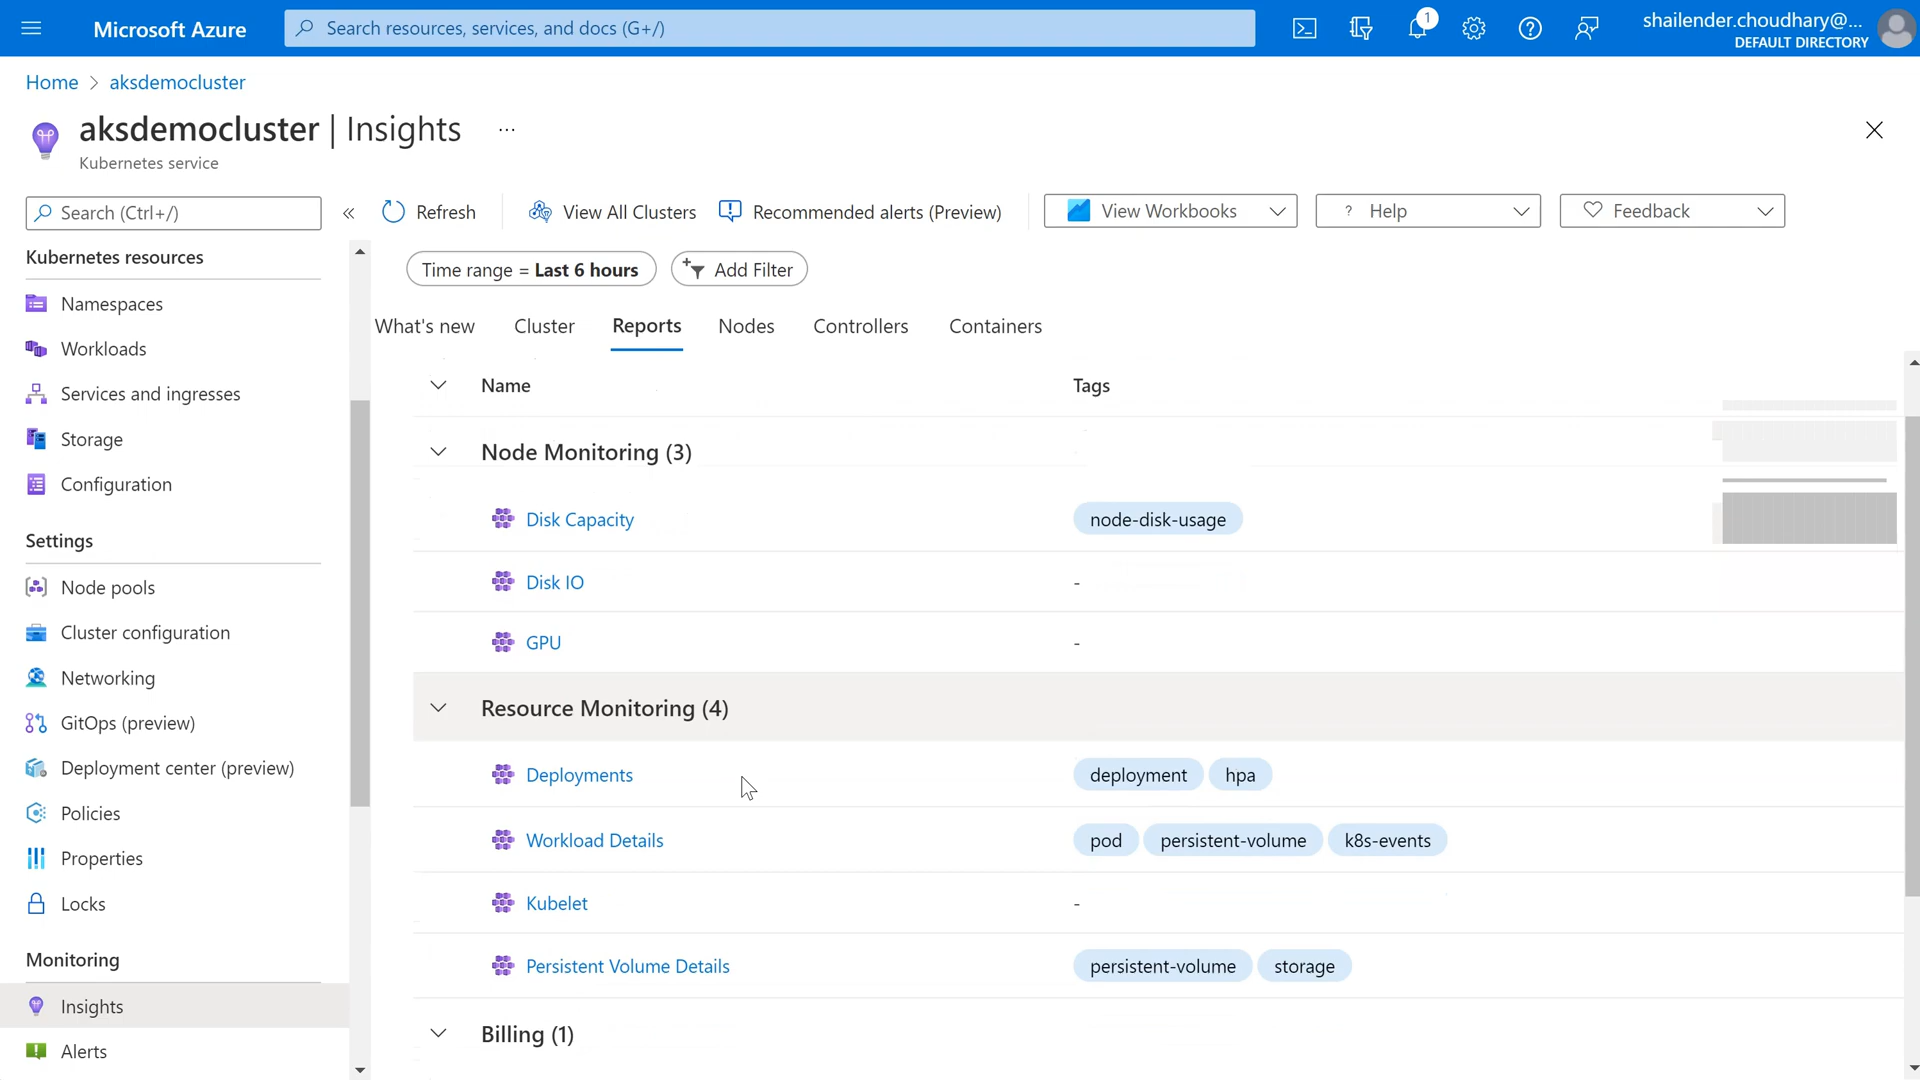 Microsoft Azure
Search resources, services, and docs (G+/)
1
shailender.choudhary@...
DEFAULT DIRECTORY
Home > aksdemocluster
aksdemocluster | Insights ...
Kubernetes service
Search (Ctrl+/)
«
Refresh
View All Clusters
Recommended alerts (Preview)
View Workbooks
? Help
Feedback
Time range = Last 6 hours
Add Filter
What's new
Cluster
Reports
Nodes
Controllers
Containers
Kubernetes resources
Namespaces
Workloads
Services and ingresses
Storage
Configuration
Settings
Node pools
Cluster configuration
Networking
GitOps (preview)
Deployment center (preview)
Policies
Properties
Locks
Monitoring
Insights
Alerts
Name Tags
Node Monitoring (3)
Disk Capacity node-disk-usage
Disk IO -
GPU -
Resource Monitoring (4)
Deployments deployment hpa
Workload Details pod persistent-volume k8s-events
Kubelet -
Persistent Volume Details persistent-volume storage
Billing (1)